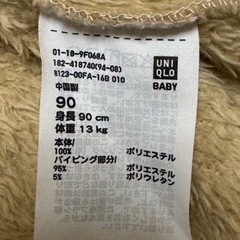 01-18-9F068A
182-418740(94-08)
B123-00FA-16B 010
中国製
UNI
QLO
BABY
90
身長 90 cm
体重 13 kg
本体/
100% ポリエステル
パイピング部分/
95% ポリエステル
5% ポリウレタン